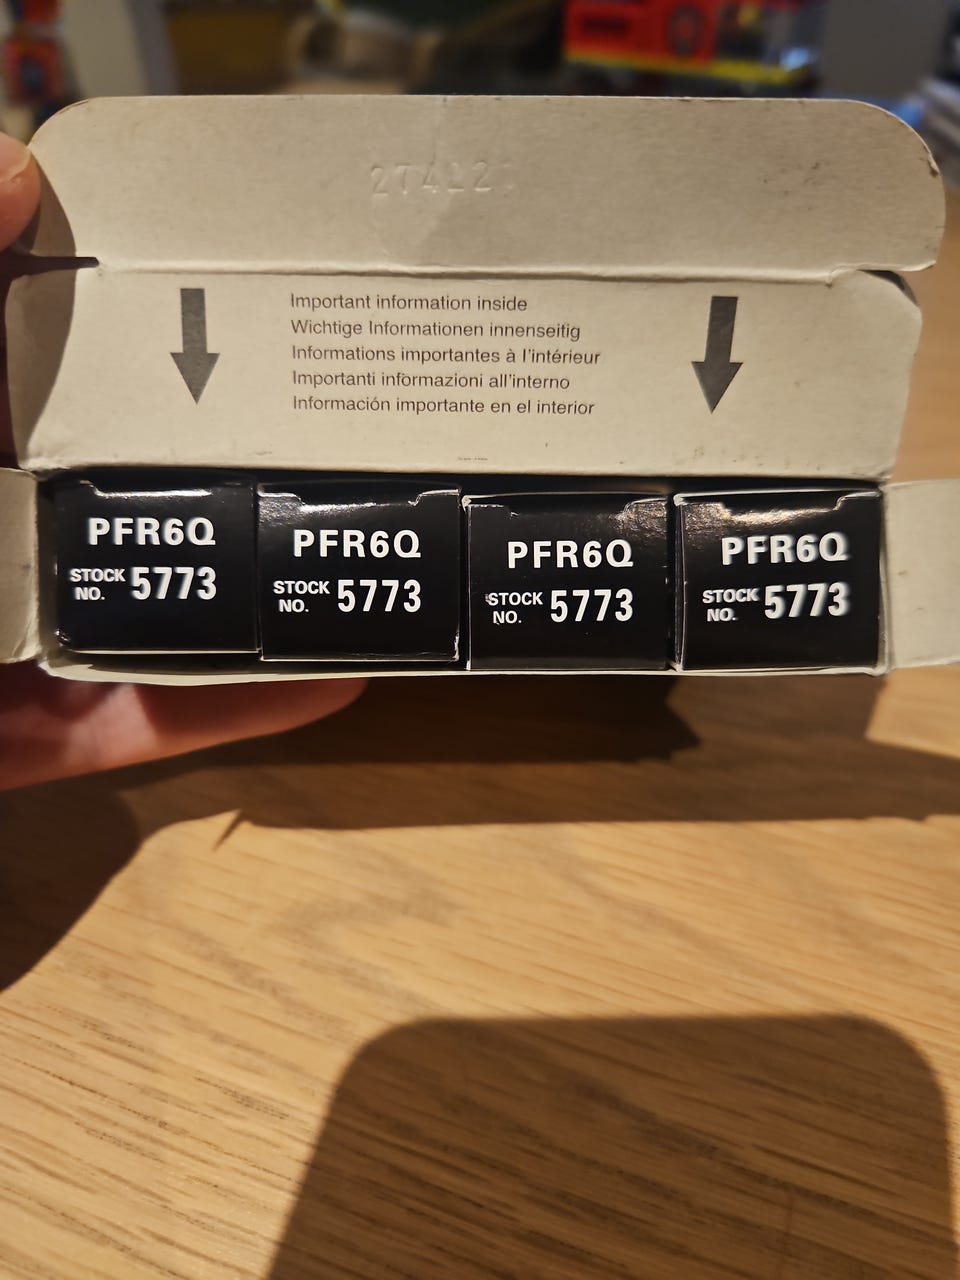 Important information inside
Wichtige Informationen innenseitig
Informations importantes à l'intérieur
Importanti informazioni all'interno
Información importante en el interior
PFR6Q
STOCK NO. 5773
PFR6Q
STOCK NO. 5773
PFR6Q
STOCK NO. 5773
PFR6Q
STOCK NO. 5773